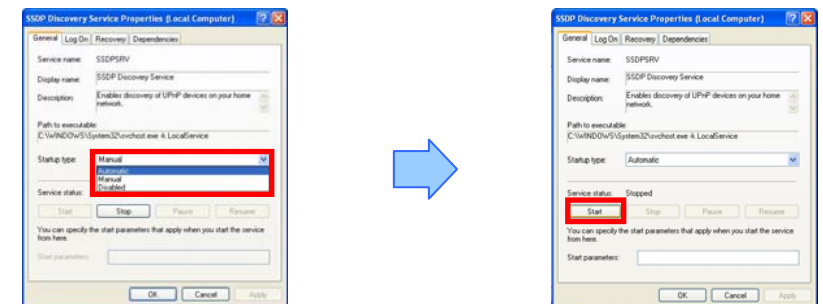 SSDP Discovery Service Properties (Local Computer)
General Log On Recovery Dependencies
Service name: SSDPSRV
Display name: SSDP Discovery Service
Description: Enables discovery of UPnP devices on your home
network.
Path to executable:
C:\WINDOWS\System32\svchost.exe -k LocalService
Startup type: Manual
Automatic
Manual
Disabled
Service status:
Start Stop Pause Resume
You can specify the start parameters that apply when you start the service
from here.
Start parameters:
OK Cancel Apply
SSDP Discovery Service Properties (Local Computer)
General Log On Recovery Dependencies
Service name: SSDPSRV
Display name: SSDP Discovery Service
Description: Enables discovery of UPnP devices on your home
network.
Path to executable:
C:\WINDOWS\System32\svchost.exe -k LocalService
Startup type: Automatic
Service status: Stopped
Start Stop Pause Resume
You can specify the start parameters that apply when you start the service
from here.
Start parameters:
OK Cancel Apply